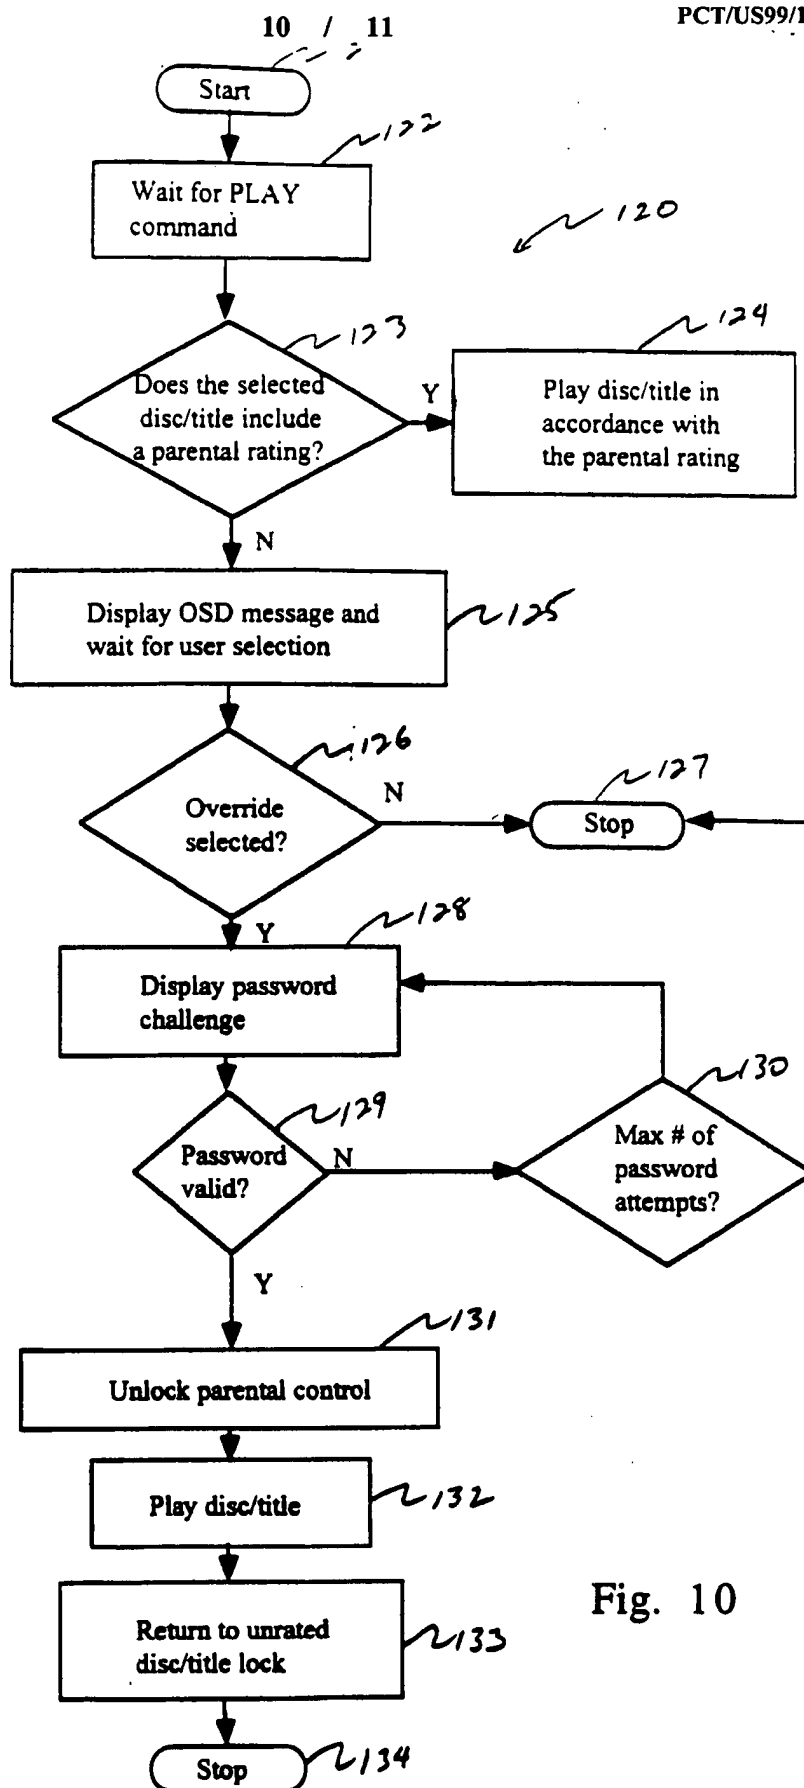 10 / 11
PCT/US99/1
Start
122
Wait for PLAY
command
120
123
Does the selected
disc/title include
a parental rating?
Y
124
Play disc/title in
accordance with
the parental rating
N
Display OSD message and
wait for user selection
125
126
Override
selected?
N
127
Stop
Y
128
Display password
challenge
129
Password
valid?
N
130
Max # of
password
attempts?
Y
131
Unlock parental control
Play disc/title
132
Return to unrated
disc/title lock
133
Fig. 10
Stop
134